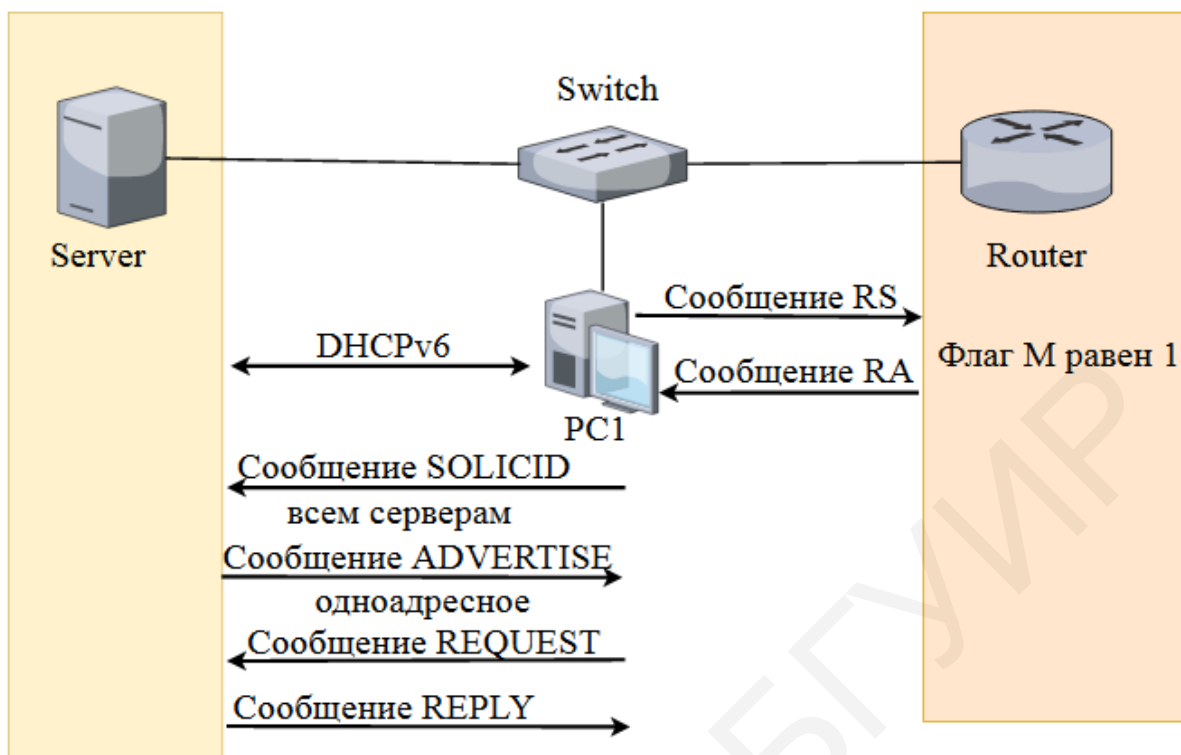 Switch
Server
Router
Сообщение RS
DHCPv6
Флаг М равен 1
Сообщение RA
PC1
Сообщение SOLICID
всем серверам
Сообщение ADVERTISE
одноадресное
Сообщение REQUEST
Сообщение REPLY
БГУИР